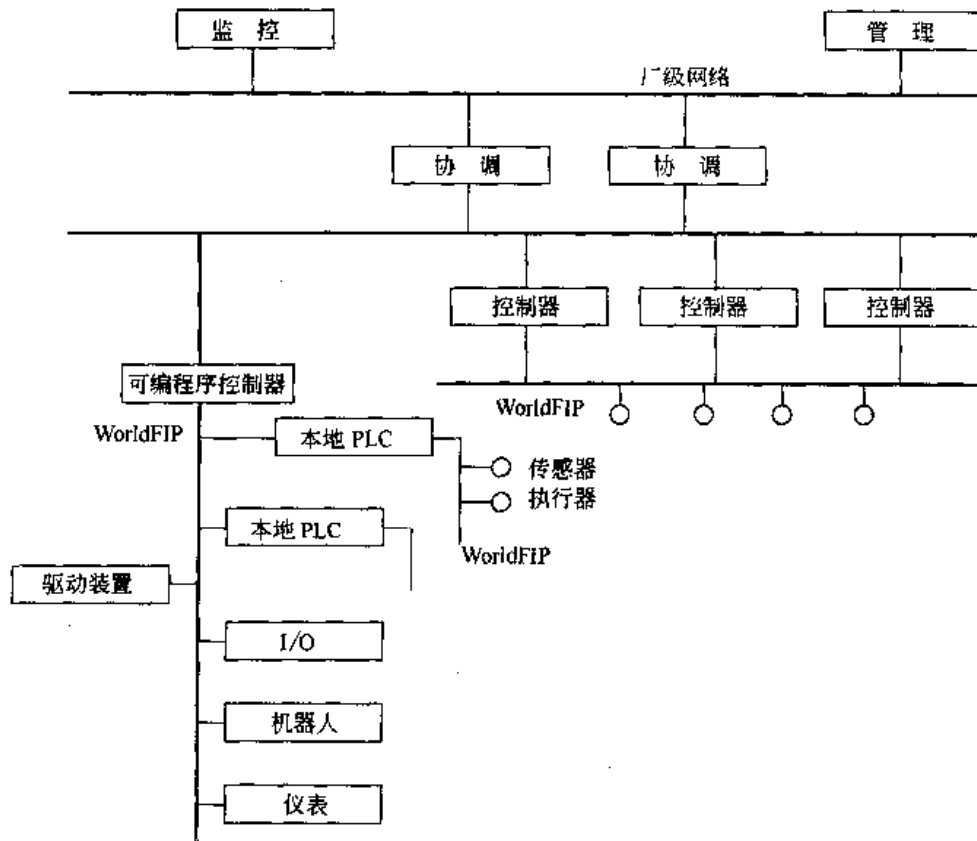 监 控
管 理
厂级网络
协 调
协 调
控制器
控制器
控制器
可编程序控制器
WorldFIP
WorldFIP
本地 PLC
传感器
执行器
本地 PLC
WorldFIP
驱动装置
I/O
机器人
仪表